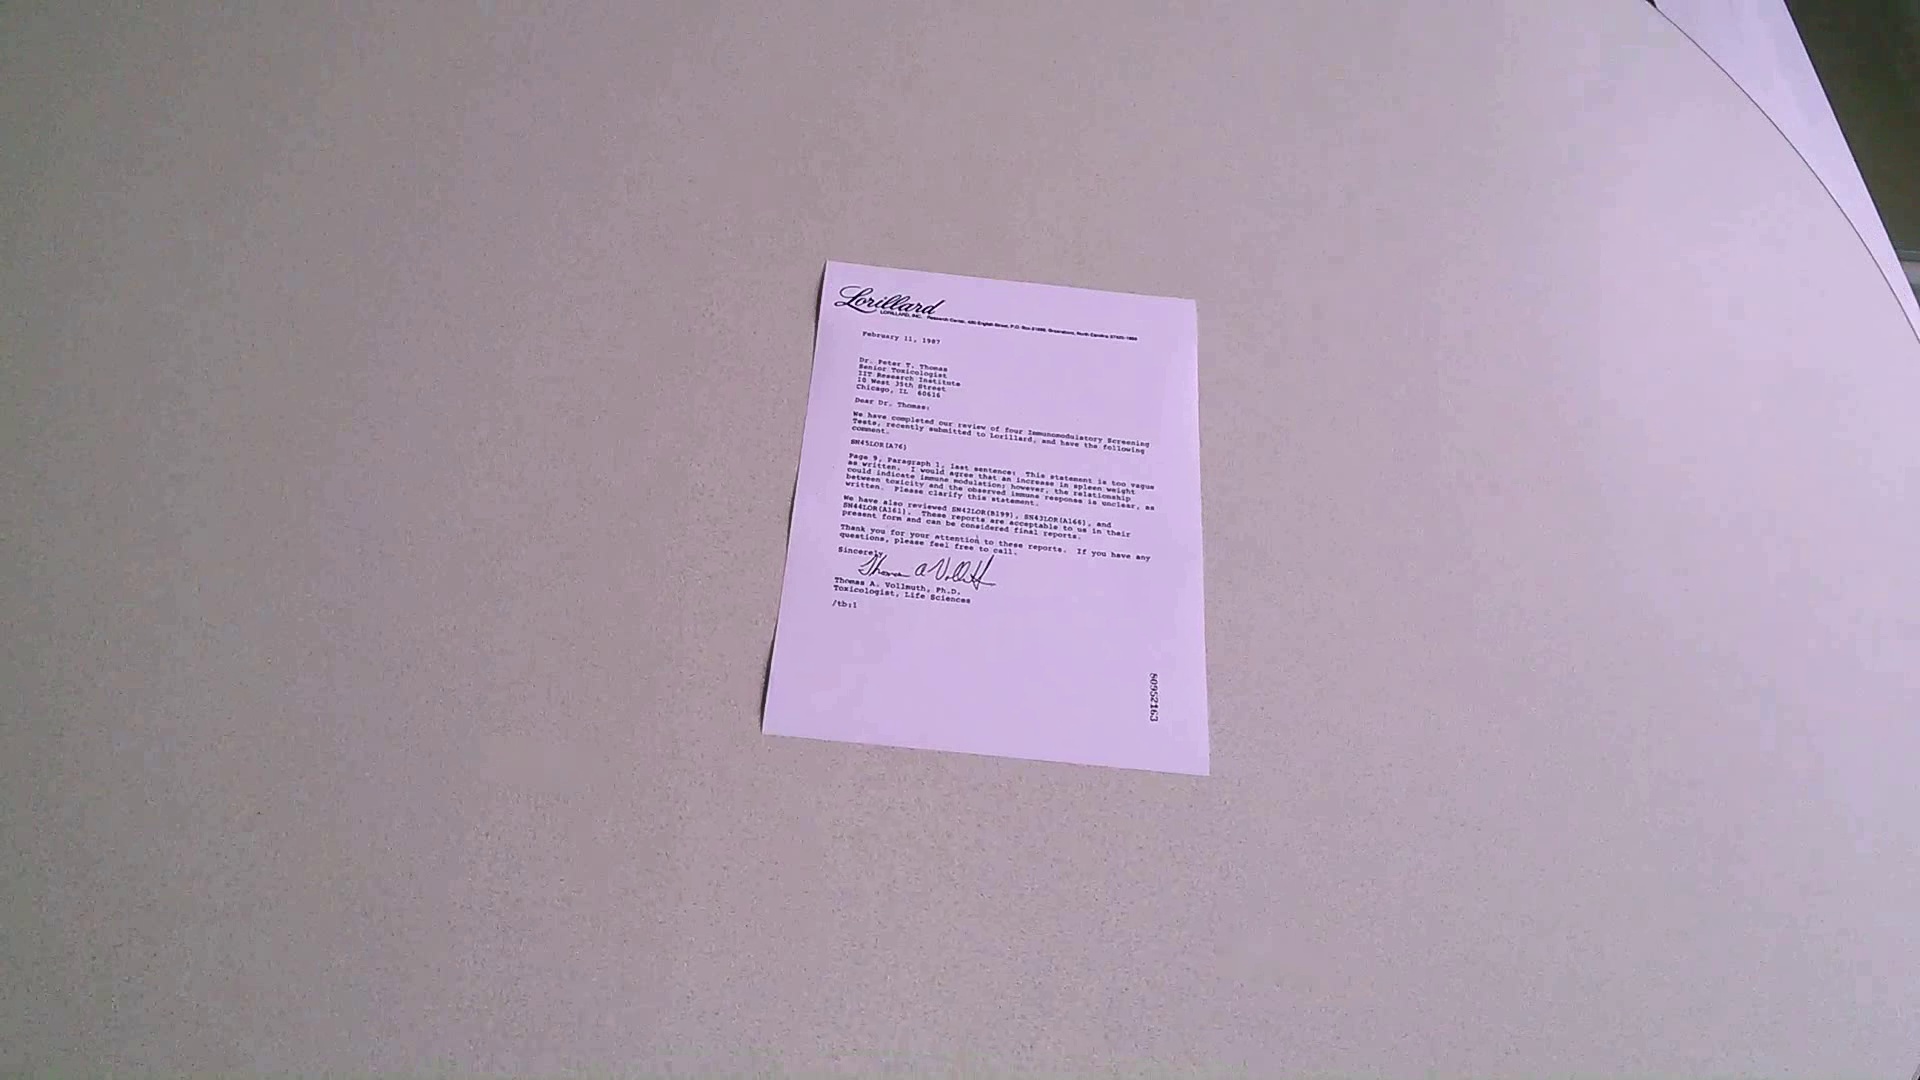 Lorillard
LORILLARD, INC. Research Center, 420 English Street, P.O. Box 21688, Greensboro, North Carolina 27420-1688
February 11, 1987
Dr. Peter T. Thomas
Senior Toxicologist
IIT Research Institute
10 West 35th Street
Chicago, IL 60616
Dear Dr. Thomas:
We have completed our review of four Immunomodulatory Screening
Tests, recently submitted to Lorillard, and have the following
comment.
SN45LOR(A76)
Page 9, Paragraph 1, last sentence: This statement is too vague
as written. I would agree that an increase in spleen weight
could indicate immune modulation; however, the relationship
between toxicity and the observed immune response is unclear, as
written. Please clarify this statement.
We have also reviewed SN42LOR(B199), SN43LOR(A168), and
SN44LOR(A161). These reports are acceptable to us in their
present form and can be considered final reports.
Thank you for your attention to these reports. If you have any
questions, please feel free to call.
Sincerely,
Thomas A Vollmuth
Thomas A. Vollmuth, Ph.D.
Toxicologist, Life Sciences
/tb:1
80952163